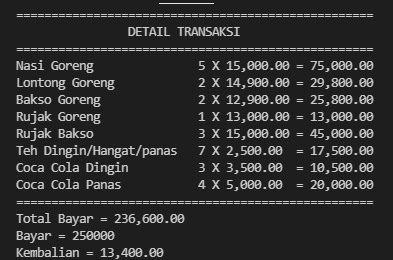 ==================================================
DETAIL TRANSAKSI
==================================================
Nasi Goreng 5 X 15,000.00 = 75,000.00
Lontong Goreng 2 X 14,900.00 = 29,800.00
Bakso Goreng 2 X 12,900.00 = 25,800.00
Rujak Goreng 1 X 13,000.00 = 13,000.00
Rujak Bakso 3 X 15,000.00 = 45,000.00
Teh Dingin/Hangat/panas 7 X 2,500.00 = 17,500.00
Coca Cola Dingin 3 X 3,500.00 = 10,500.00
Coca Cola Panas 4 X 5,000.00 = 20,000.00
==================================================
Total Bayar = 236,600.00
Bayar = 250000
Kembalian = 13,400.00